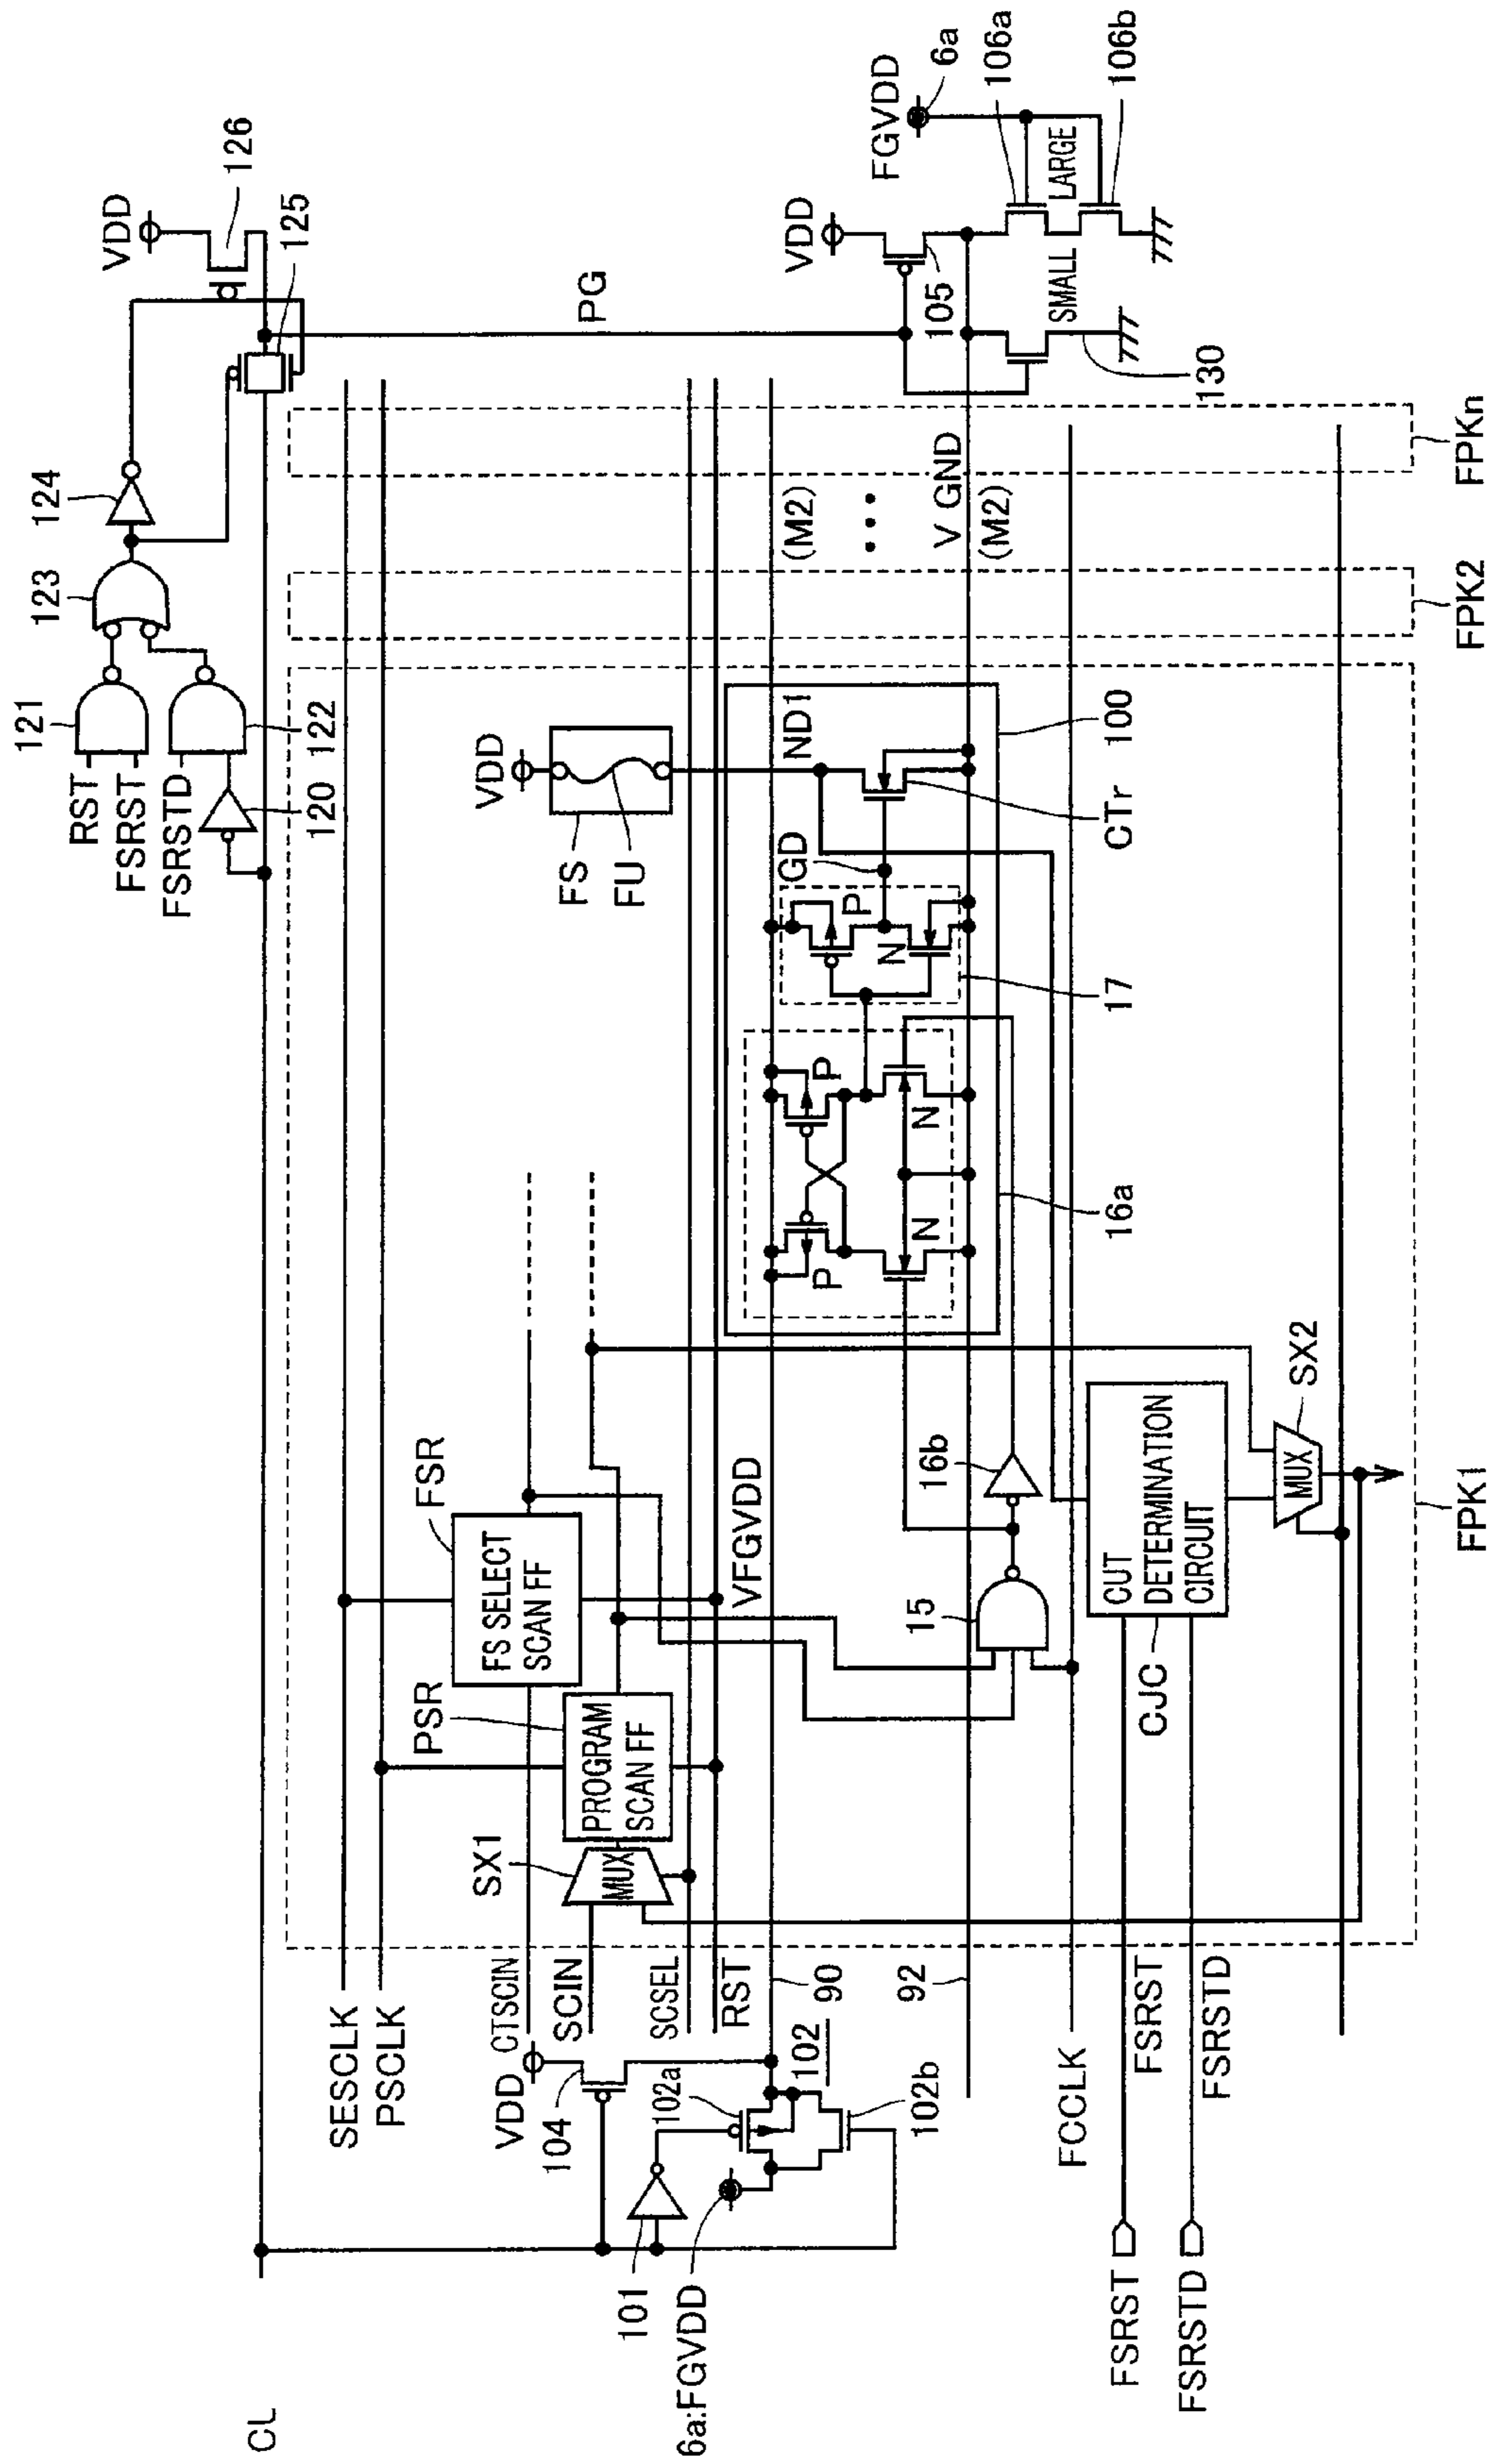 CL
121
RST
FSRST
FSRSTD
120
122
123
124
VDD
126
125
PG
SESCLK
PSCLK
CTSCIN
SCIN
SCSEL
RST
VDD
104
101
6a:FGVDD
102a
102
102b
90
92
FCCLK
FSRST
FSRSTD
FSRST
FSRSTD
SX1
MUX
PSR
PROGRAM
SCAN FF
FSR
FS SELECT
SCAN FF
VFGVDD
15
16b
CJC
CUT
DETERMINATION
CIRCUIT
SX2
MUX
FPK1
P
P
N
N
16a
17
P
N
GD
VDD
FS
FU
ND1
100
CTr
FPK2
(M2)
...
V GND
(M2)
FPKn
VDD
105
130
SMALL
LARGE
FGVDD
6a
106a
106b